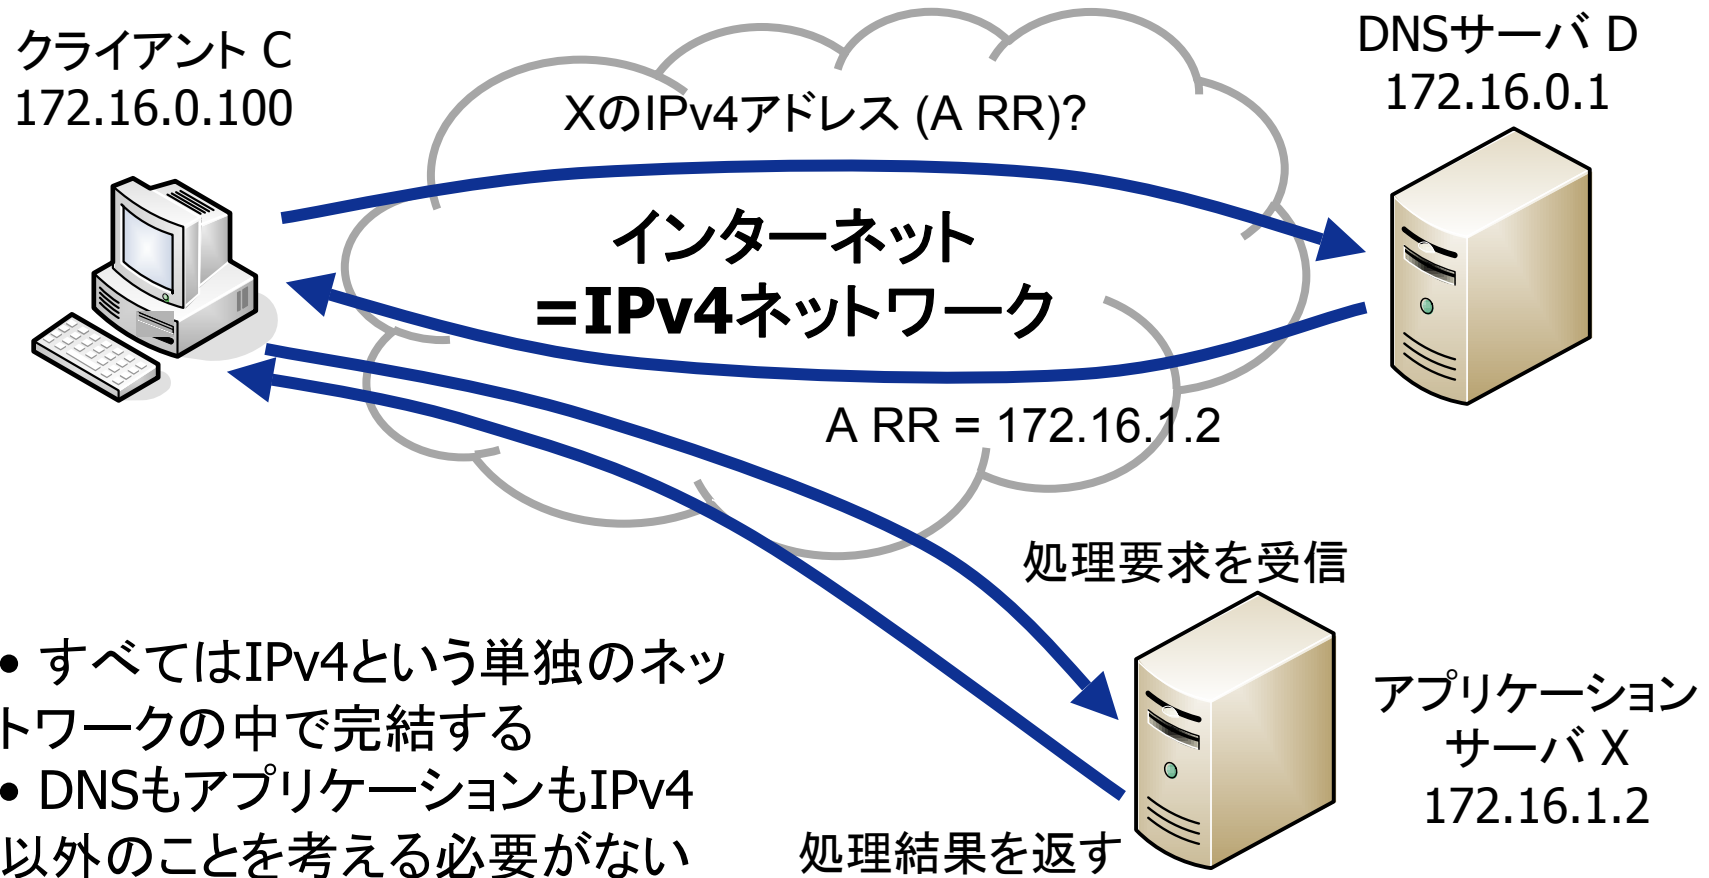 クライアント C
172.16.0.100
DNSサーバ D
172.16.0.1
XのIPv4アドレス (A RR)?
インターネット
=IPv4ネットワーク
A RR = 172.16.1.2
処理要求を受信
アプリケーション
サーバ X
172.16.1.2
処理結果を返す
• すべてはIPv4という単独のネッ
トワークの中で完結する
• DNSもアプリケーションもIPv4
以外のことを考える必要がない